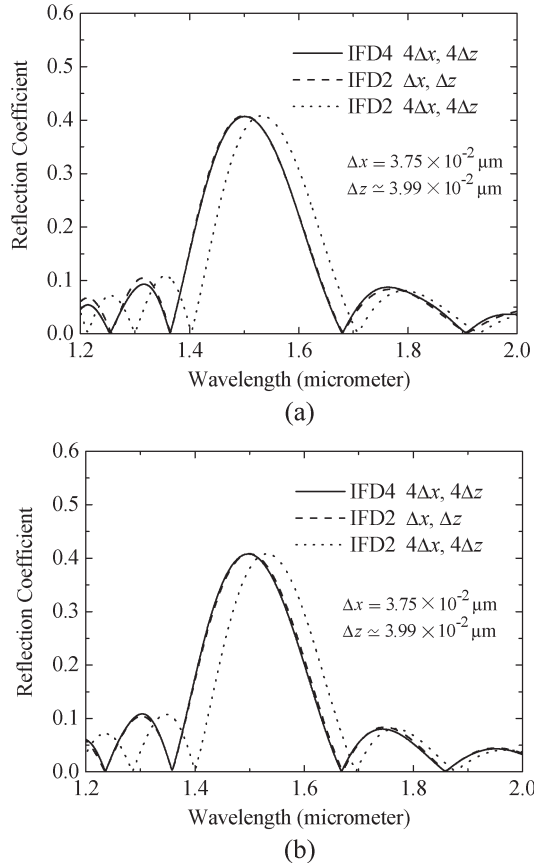 0.6
0.5
0.4
0.3
0.2
0.1
0.0
Reflection Coefficient
IFD4 4Δx, 4Δz
IFD2 Δx, Δz
IFD2 4Δx, 4Δz
Δx = 3.75 × 10⁻² μm
Δz ≃ 3.99 × 10⁻² μm
1.2 1.4 1.6 1.8 2.0
Wavelength (micrometer)
(a)
0.6
0.5
0.4
0.3
0.2
0.1
0.0
Reflection Coefficient
IFD4 4Δx, 4Δz
IFD2 Δx, Δz
IFD2 4Δx, 4Δz
Δx = 3.75 × 10⁻² μm
Δz ≃ 3.99 × 10⁻² μm
1.2 1.4 1.6 1.8 2.0
Wavelength (micrometer)
(b)